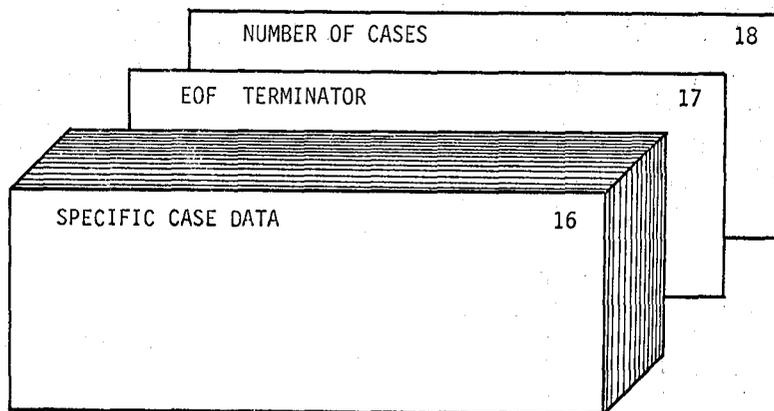 NUMBER OF CASES 18
EOF TERMINATOR 17
SPECIFIC CASE DATA 16